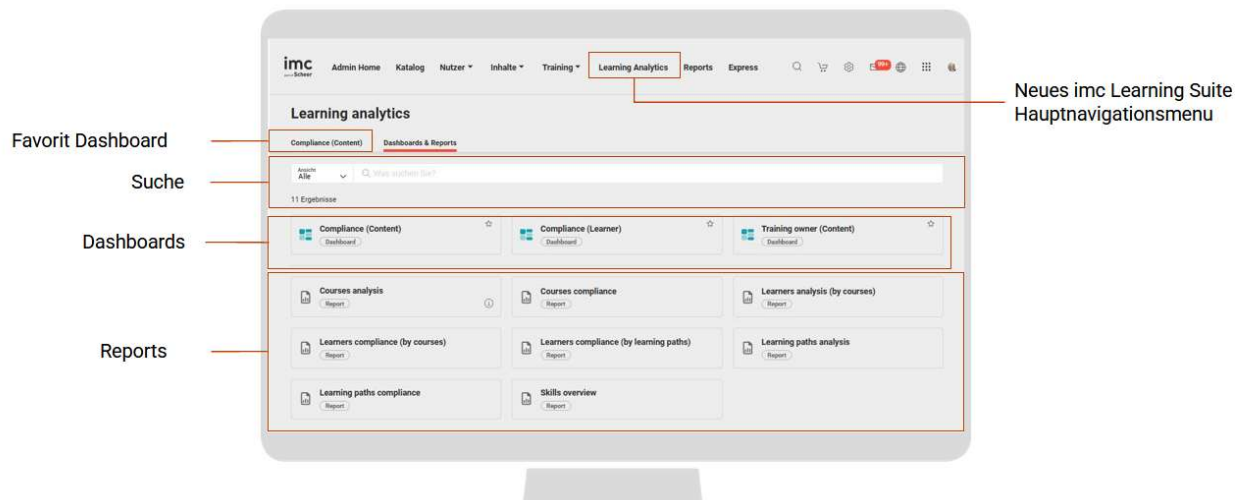 imc
Scheer
Admin Home
Katalog
Nutzer
Inhalte
Training
Learning Analytics
Reports
Express
99+
Neues imc Learning Suite
Hauptnavigationsmenu
Learning analytics
Favorit Dashboard
Compliance (Content)
Dashboards & Reports
Suche
Ansicht
Alle
Was suchen Sie?
11 Ergebnisse
Dashboards
Compliance (Content)
Dashboard
Compliance (Learner)
Dashboard
Training owner (Content)
Dashboard
Reports
Courses analysis
Report
Courses compliance
Report
Learners analysis (by courses)
Report
Learners compliance (by courses)
Report
Learners compliance (by learning paths)
Report
Learning paths analysis
Report
Learning paths compliance
Report
Skills overview
Report